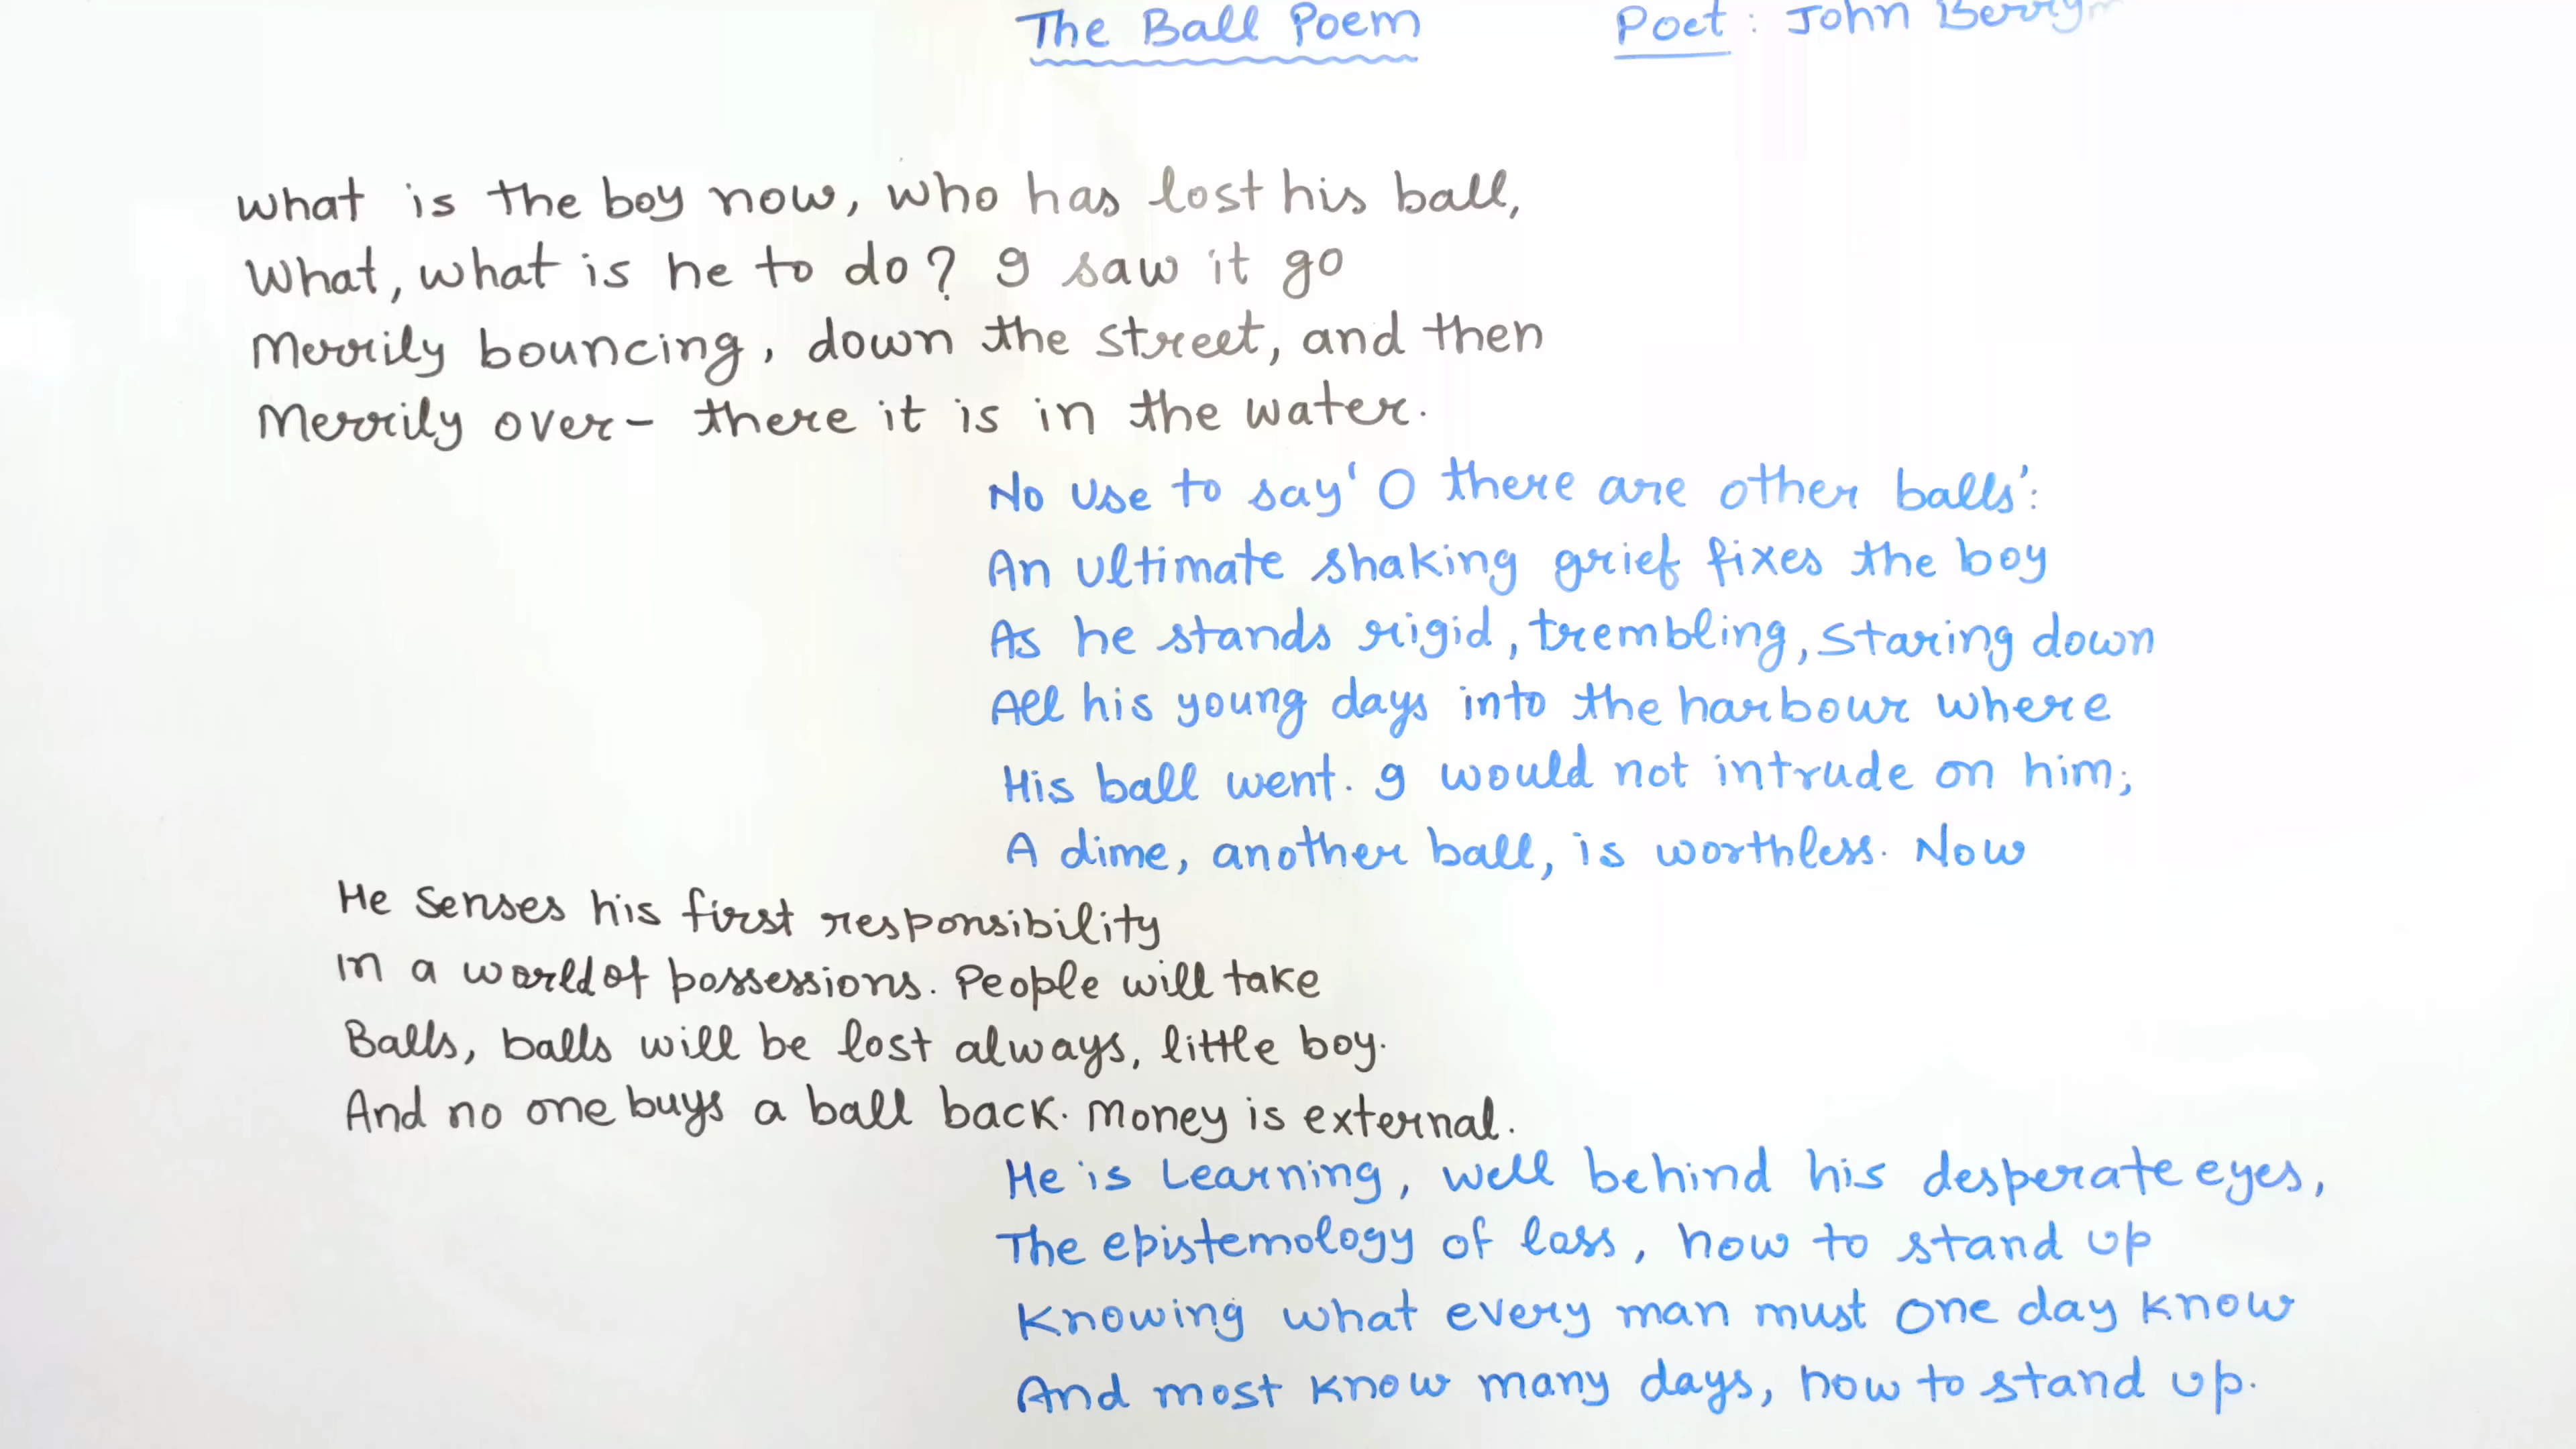 The Ball Poem Poet: John Berrym
What is the boy now, who has lost his ball,
What, what is he to do? I saw it go
Merrily bouncing, down the street, and then
Merrily over- there it is in the water.
No use to say 'O there are other balls':
An ultimate shaking grief fixes the boy
As he stands rigid, trembling, staring down
All his young days into the harbour where
His ball went. I would not intrude on him;
A dime, another ball, is worthless. Now
He senses his first responsibility
In a world of possessions. People will take
Balls, balls will be lost always, little boy.
And no one buys a ball back. Money is external.
He is learning, well behind his desperate eyes,
The epistemology of loss, how to stand up
Knowing what every man must one day know
And most know many days, how to stand up.